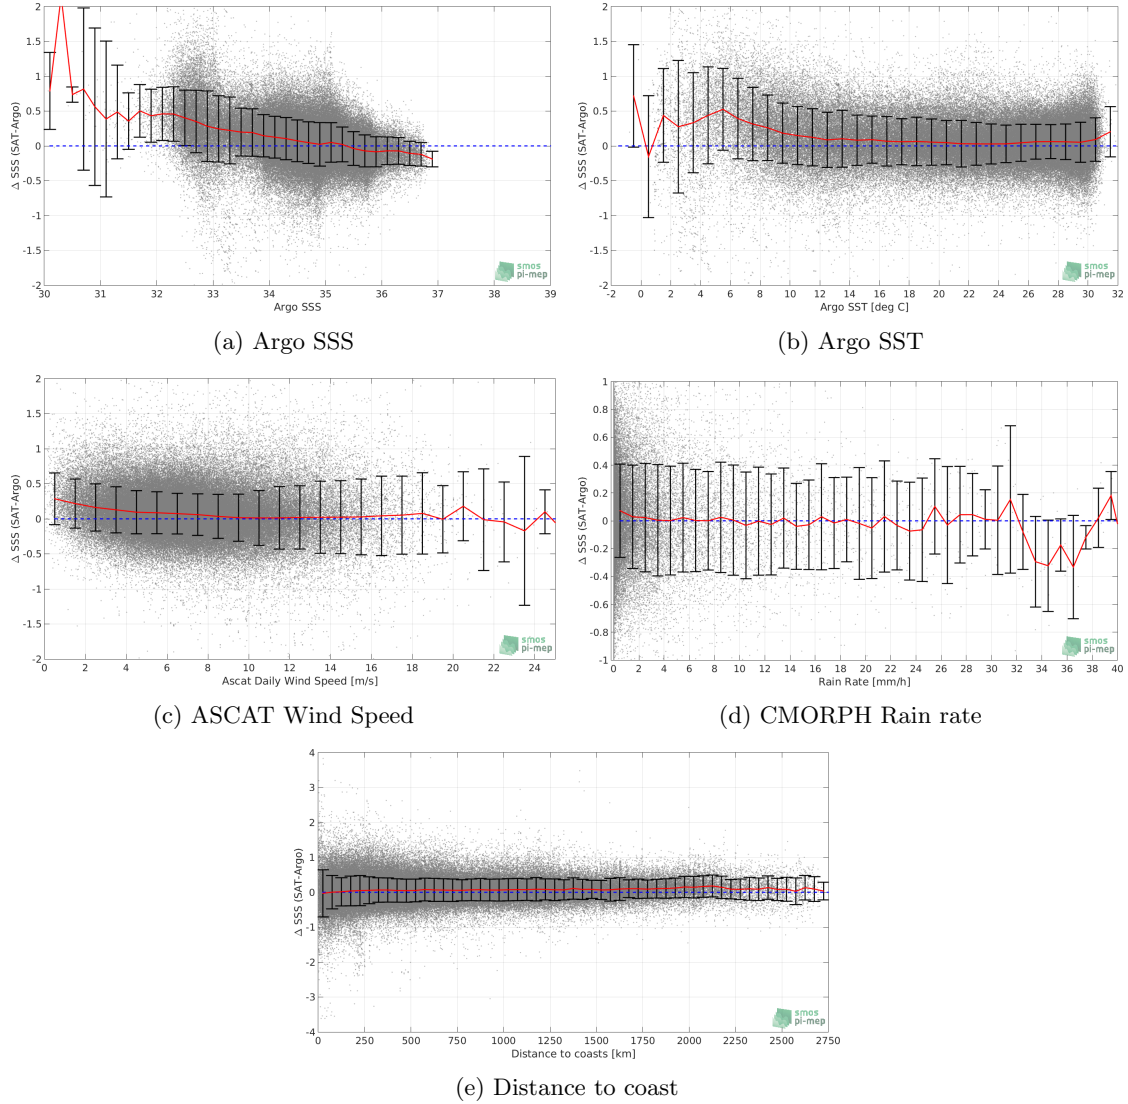 2
1.5
1
0.5
0
-0.5
-1
-1.5
-2
Δ SSS (SAT-Argo)
30 31 32 33 34 35 36 37 38 39
Argo SSS
smos
pi-mep
(a) Argo SSS
2
1.5
1
0.5
0
-0.5
-1
-1.5
-2
Δ SSS (SAT-Argo)
-2 0 2 4 6 8 10 12 14 16 18 20 22 24 26 28 30 32
Argo SST [deg C]
smos
pi-mep
(b) Argo SST
2
1.5
1
0.5
0
-0.5
-1
-1.5
-2
Δ SSS (SAT-Argo)
0 2 4 6 8 10 12 14 16 18 20 22 24
Ascat Daily Wind Speed [m/s]
smos
pi-mep
(c) ASCAT Wind Speed
1
0.8
0.6
0.4
0.2
0
-0.2
-0.4
-0.6
-0.8
-1
Δ SSS (SAT-Argo)
0 2 4 6 8 10 12 14 16 18 20 22 24 26 28 30 32 34 36 38 40
Rain Rate [mm/h]
smos
pi-mep
(d) CMORPH Rain rate
4
3
2
1
0
-1
-2
-3
-4
Δ SSS (SAT-Argo)
0 250 500 750 1000 1250 1500 1750 2000 2250 2500 2750
Distance to coasts [km]
smos
pi-mep
(e) Distance to coast